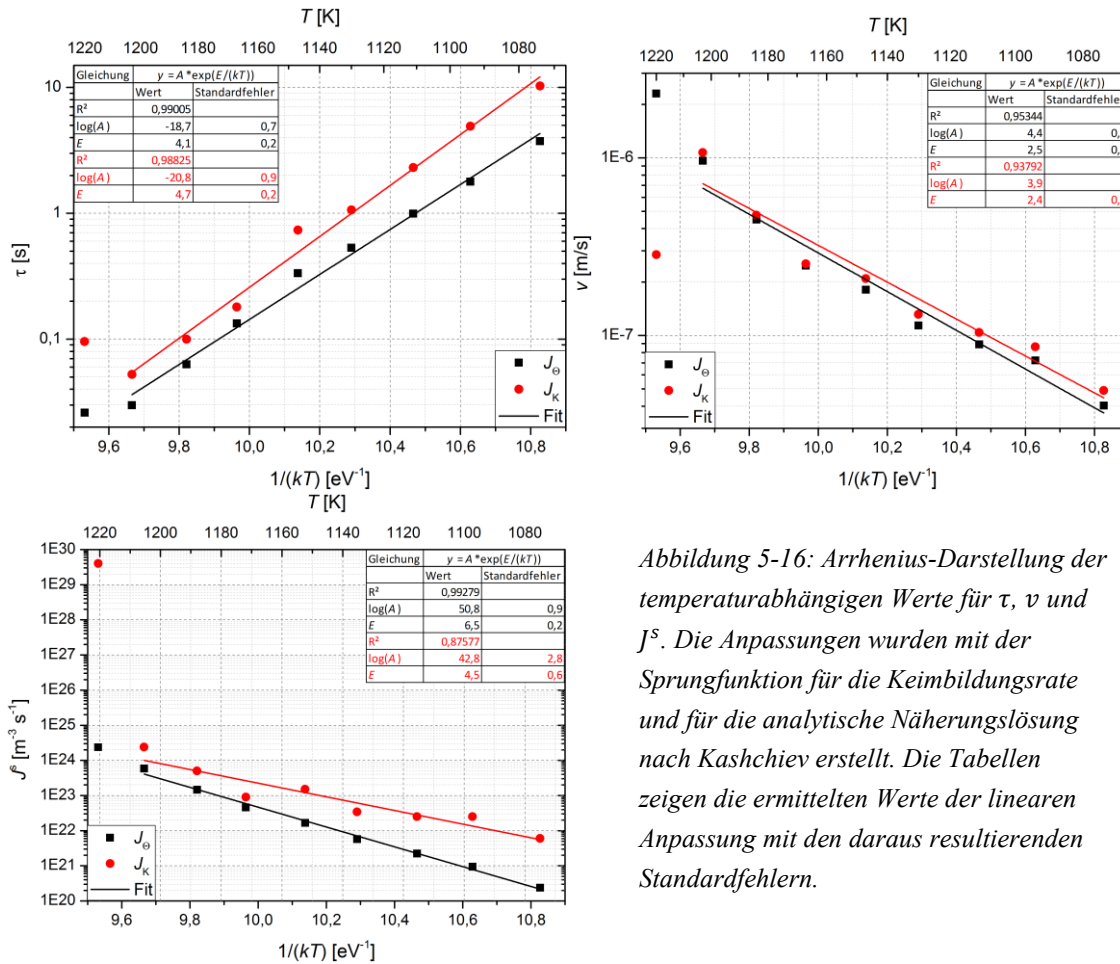 T [K]
1220 1200 1180 1160 1140 1120 1100 1080
Gleichung y = A*exp(E/(kT))
Wert Standardfehler
R² 0,99005
log(A) -18,7 0,7
E 4,1 0,2
R² 0,98825
log(A) -20,8 0,9
E 4,7 0,2
10
1
0,1
τ [s]
J_Θ
J_K
Fit
9,6 9,8 10,0 10,2 10,4 10,6 10,8
1/(kT) [eV⁻¹]
T [K]
1220 1200 1180 1160 1140 1120 1100 1080
Gleichung y = A*exp(E/(kT))
Wert Standardfehle
R² 0,95344
log(A) 4,4 0,
E 2,5 0,
R² 0,93792
log(A) 3,9
E 2,4 0,
1E-6
1E-7
v [m/s]
J_Θ
J_K
Fit
9,6 9,8 10,0 10,2 10,4 10,6 10,8
1/(kT) [eV⁻¹]
T [K]
1220 1200 1180 1160 1140 1120 1100 1080
Gleichung y = A*exp(E/(kT))
Wert Standardfehler
R² 0,99279
log(A) 50,8 0,9
E 6,5 0,2
R² 0,87577
log(A) 42,8 2,8
E 4,5 0,6
1E30
1E29
1E28
1E27
1E26
1E25
1E24
1E23
1E22
1E21
1E20
Jˢ [m⁻³ s⁻¹]
J_Θ
J_K
Fit
9,6 9,8 10,0 10,2 10,4 10,6 10,8
1/(kT) [eV⁻¹]
Abbildung 5-16: Arrhenius-Darstellung der
temperaturabhängigen Werte für τ, v und
Jˢ. Die Anpassungen wurden mit der
Sprungfunktion für die Keimbildungsrate
und für die analytische Näherungslösung
nach Kashchiev erstellt. Die Tabellen
zeigen die ermittelten Werte der linearen
Anpassung mit den daraus resultierenden
Standardfehlern.